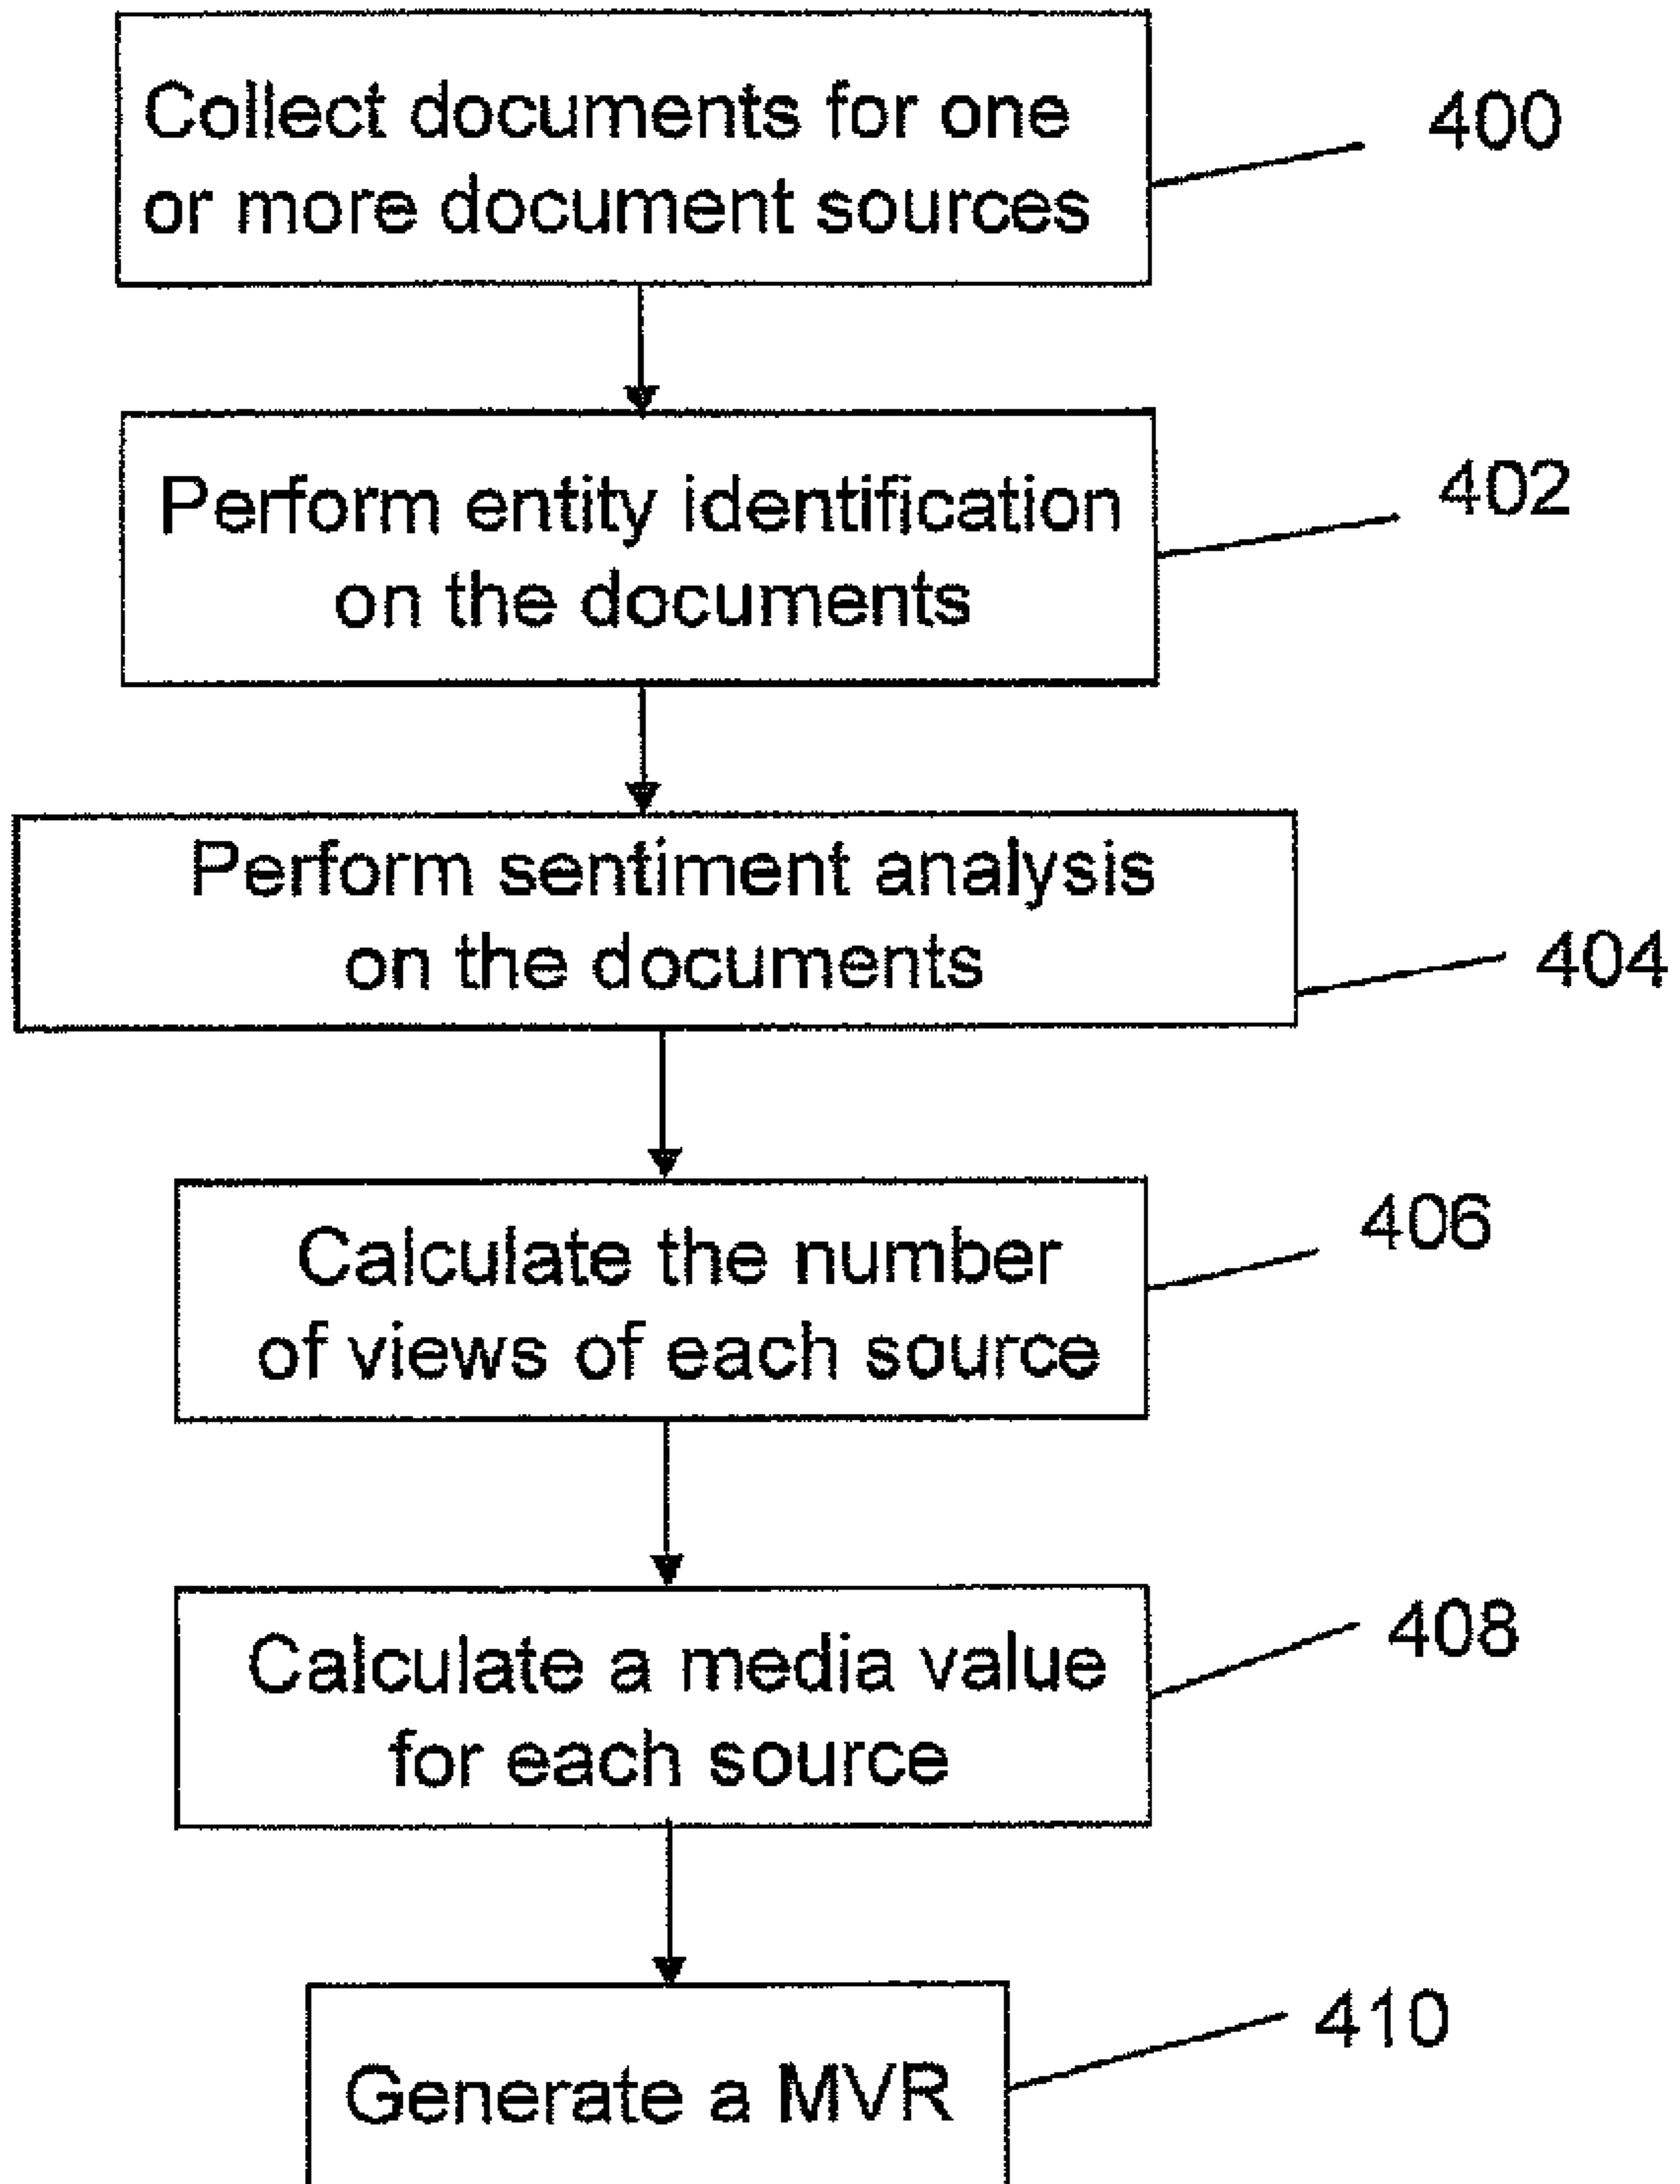 Collect documents for one
or more document sources
400
Perform entity identification
on the documents
402
Perform sentiment analysis
on the documents
404
Calculate the number
of views of each source
406
Calculate a media value
for each source
408
Generate a MVR
410